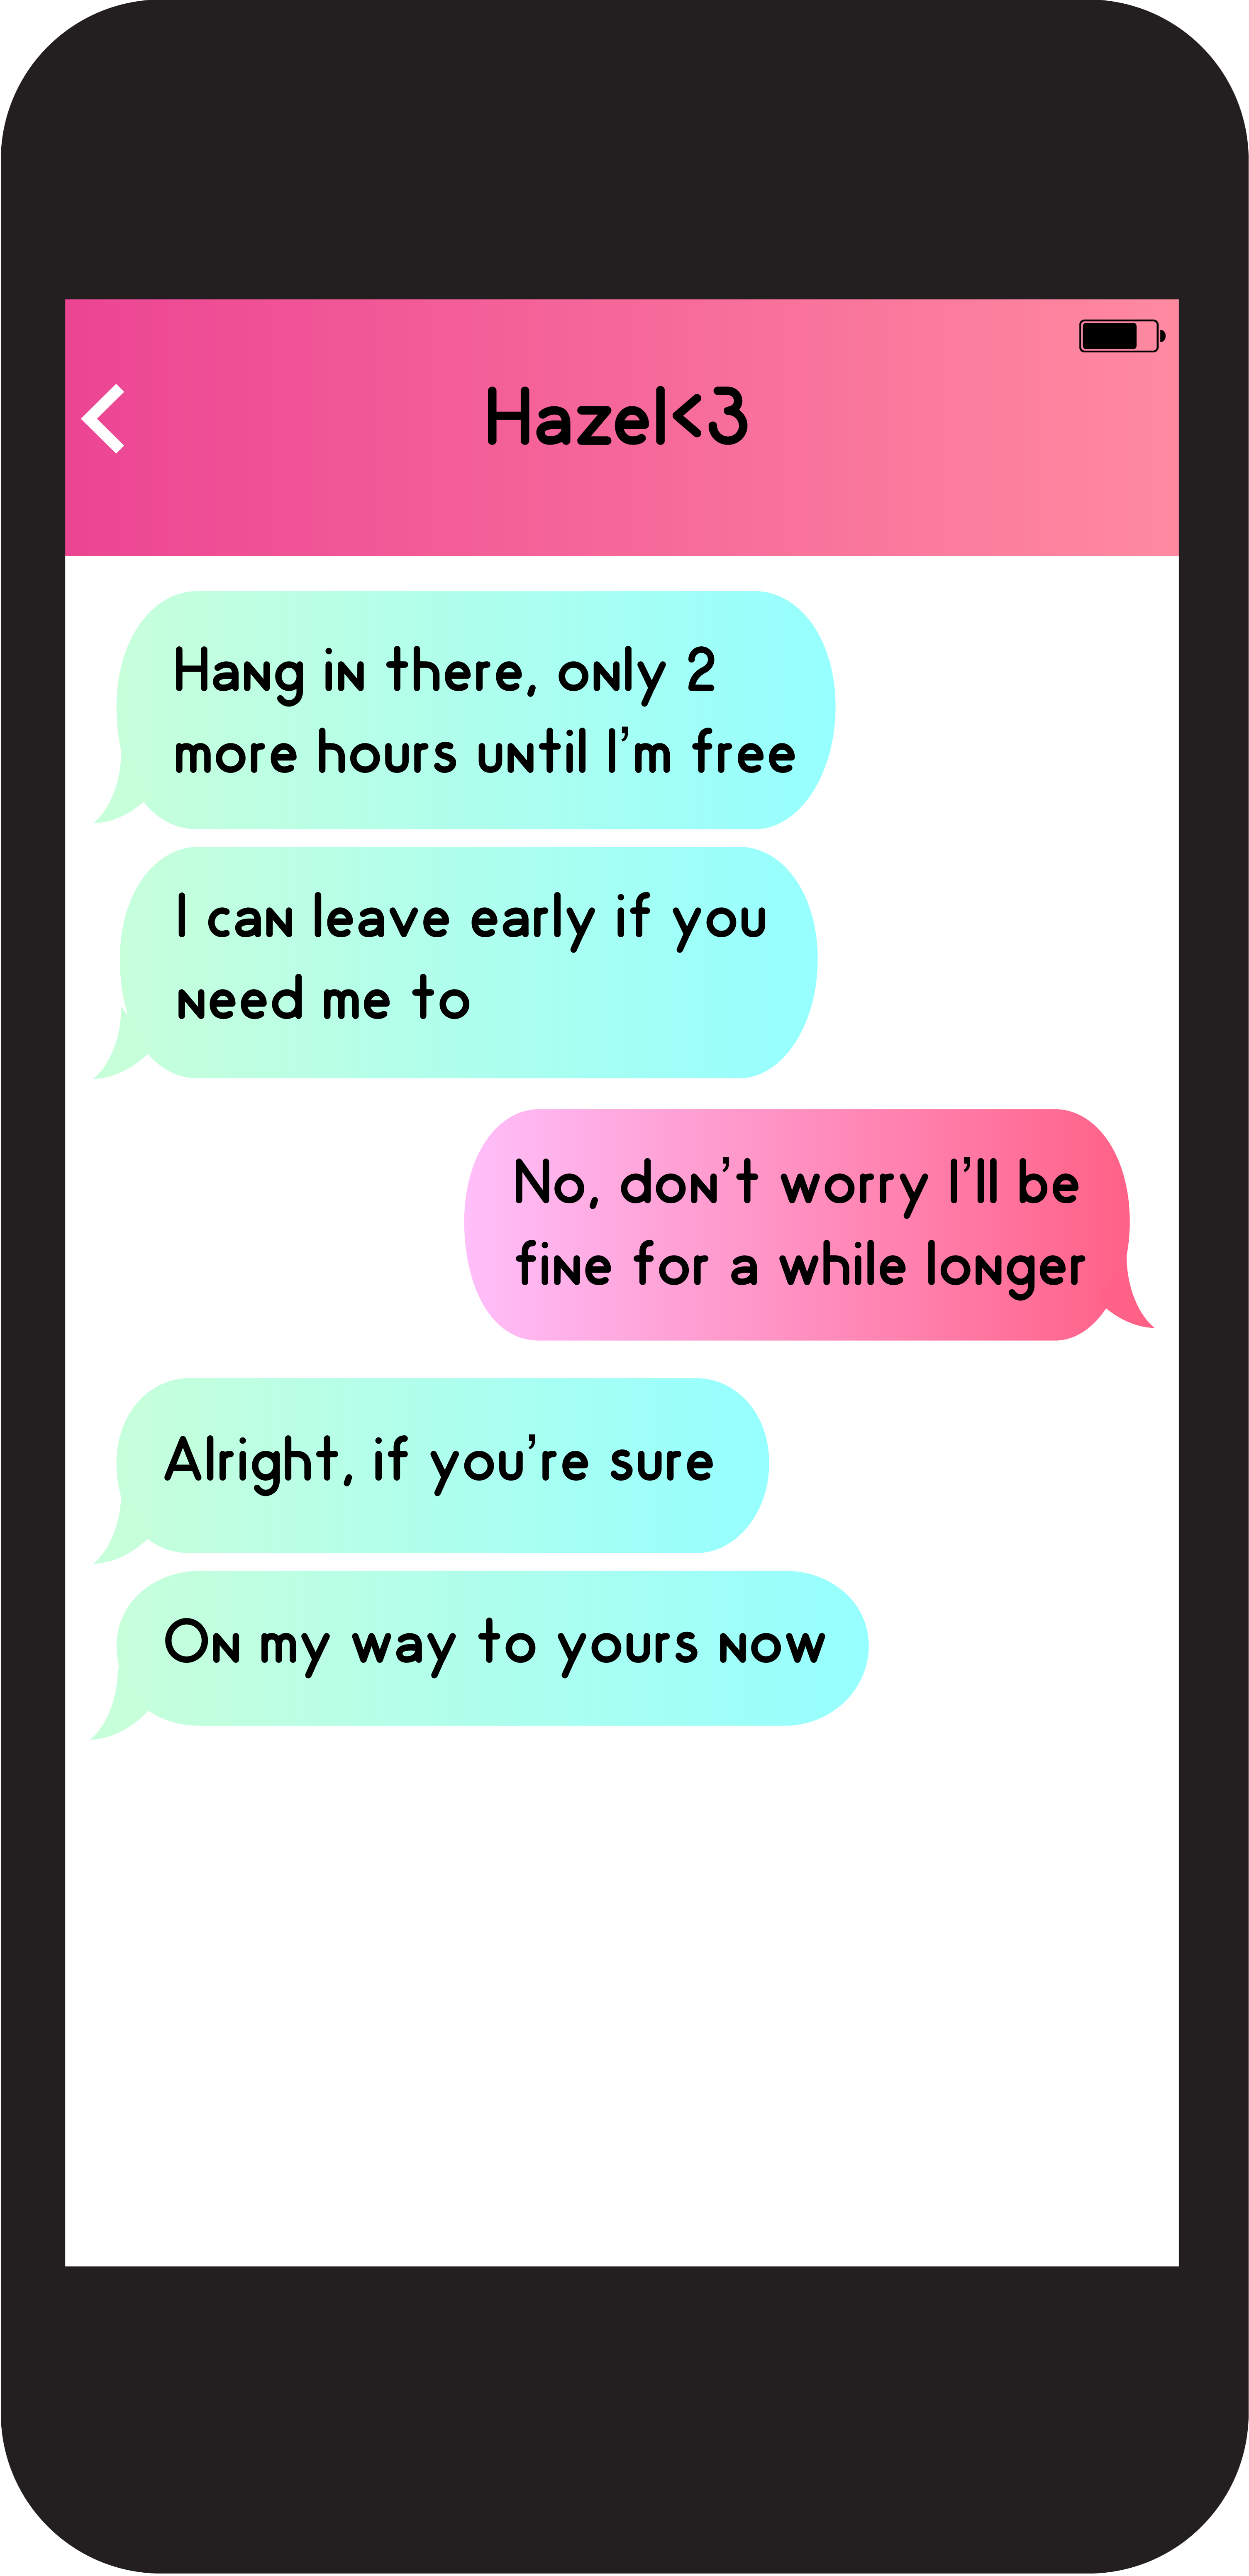 Hazel<3
Hang in there, only 2
more hours until I'm free
I can leave early if you
need me to
No, don't worry I'll be
fine for a while longer
Alright, if you're sure
On my way to yours now